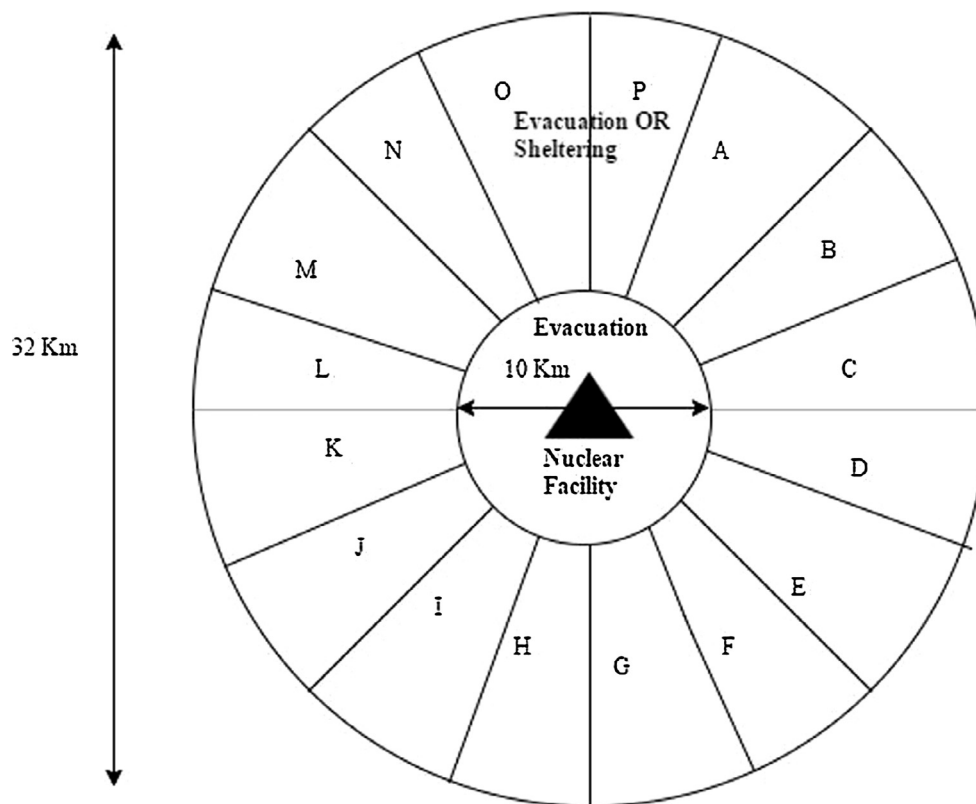 O
P
Evacuation OR
Sheltering
N
A
B
M
Evacuation
32 Km
L
10 Km
C
K
Nuclear
Facility
D
J
E
I
H
G
F